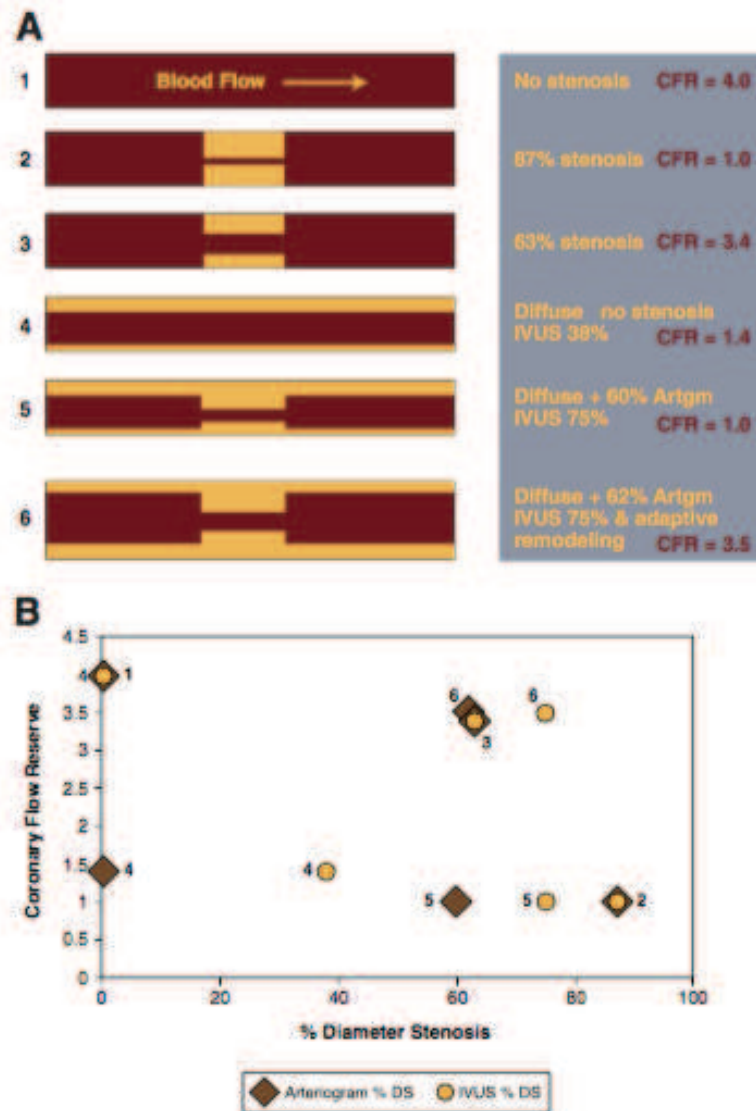 A
1
Blood Flow
No stenosis CFR = 4.0
2
87% stenosis CFR = 1.0
3
63% stenosis CFR = 3.4
4
Diffuse no stenosis
IVUS 38% CFR = 1.4
5
Diffuse + 60% Artgm
IVUS 75% CFR = 1.0
6
Diffuse + 62% Artgm
IVUS 75% & adaptive
remodeling CFR = 3.5
B
Coronary Flow Reserve
4.5
4
3.5
3
2.5
2
1.5
1
0.5
0
1
6
6
3
4
4
5
5
2
0 20 40 60 80 100
% Diameter Stenosis
Arteriogram % DS IVUS % DS